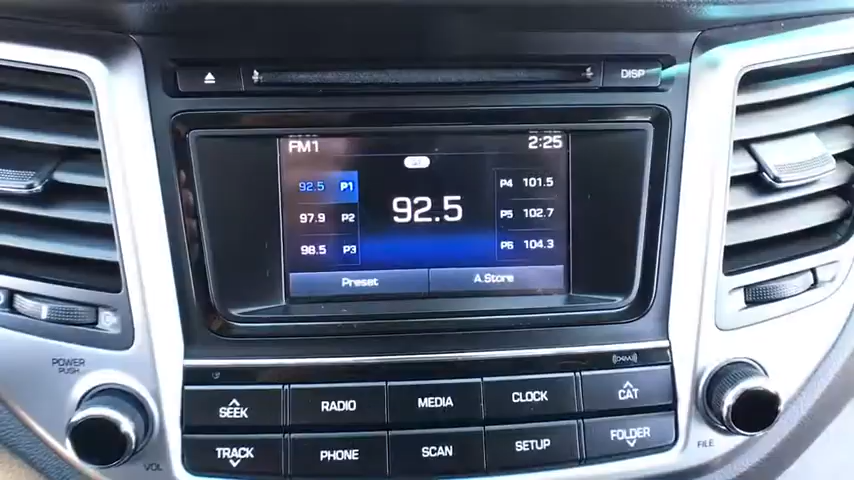 DISP
FM1 2:25
ST
92.5 P1 P4 101.5
92.5
97.9 P2 P5 102.7
98.5 P3 P6 104.3
Preset A.Store
POWER
PUSH
((XM))
SEEK RADIO MEDIA CLOCK CAT
TRACK PHONE SCAN SETUP FOLDER
VOL FILE